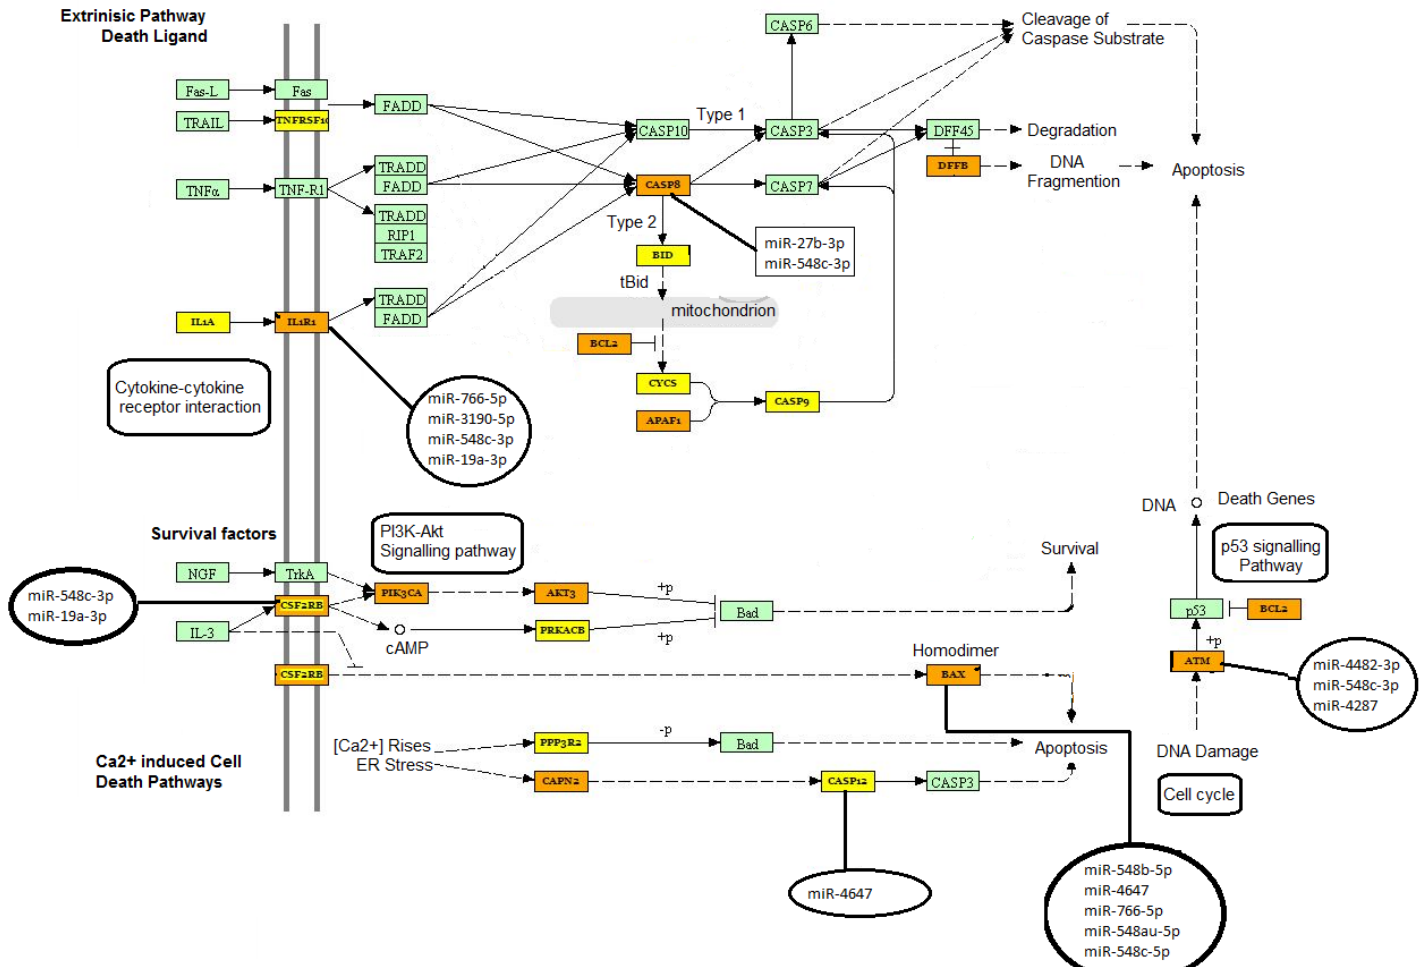 Extrinisic Pathway
Death Ligand
CASP6
Cleavage of
Caspase Substrate
Fas-L
Fas
FADD
TRAIL
TNFRSF10
CASP10
Type 1
CASP3
DFF45
Degradation
TRADD
FADD
DFFB
DNA
Fragmention
Apoptosis
TNFα
TNF-R1
CASP8
CASP7
TRADD
RIP1
TRAF2
Type 2
miR-27b-3p
miR-548c-3p
BID
tBid
mitochondrion
TRADD
FADD
IL1A
IL1R1
BCL2
CYCS
CASP9
APAF1
Cytokine-cytokine
receptor interaction
miR-766-5p
miR-3190-5p
miR-548c-3p
miR-19a-3p
DNA
Death Genes
Survival factors
PI3K-Akt
Signalling pathway
p53 signalling
Pathway
Survival
NGF
TrkA
PIK3CA
AKT3
+p
miR-548c-3p
miR-19a-3p
CSF2RB
Bad
p53
BCL2
IL-3
cAMP
PRKACB
+p
+p
Homodimer
ATM
miR-4482-3p
miR-548c-3p
miR-4287
CSF2RB
BAX
[Ca2+] Rises
ER Stress
PPP3R2
-p
Bad
Apoptosis
DNA Damage
Ca2+ induced Cell
Death Pathways
CAPN2
CASP12
CASP3
Cell cycle
miR-4647
miR-548b-5p
miR-4647
miR-766-5p
miR-548au-5p
miR-548c-5p